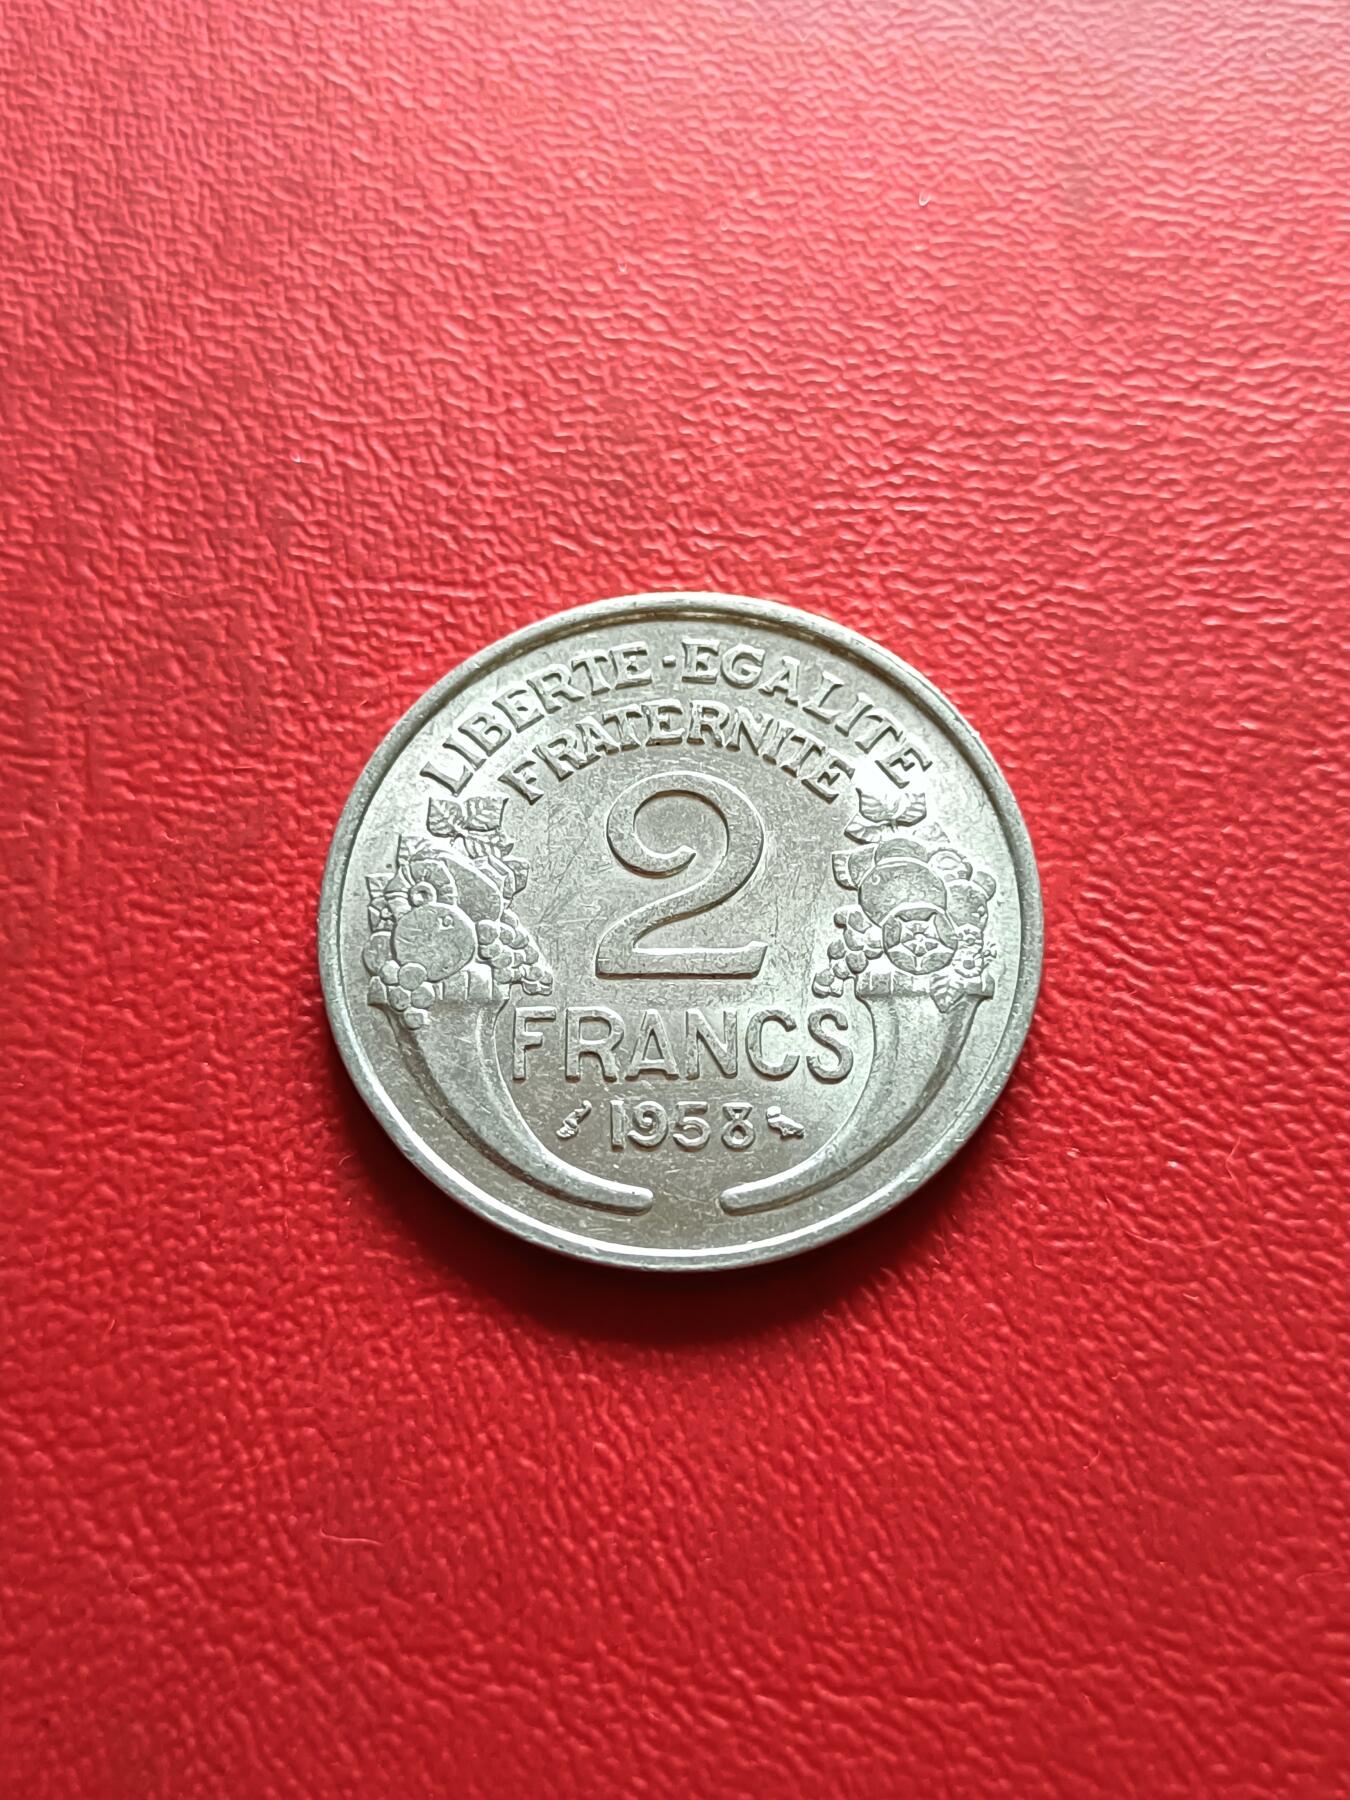 LIBERTE·EGALITE
FRATERNITE
2
FRANCS
1958